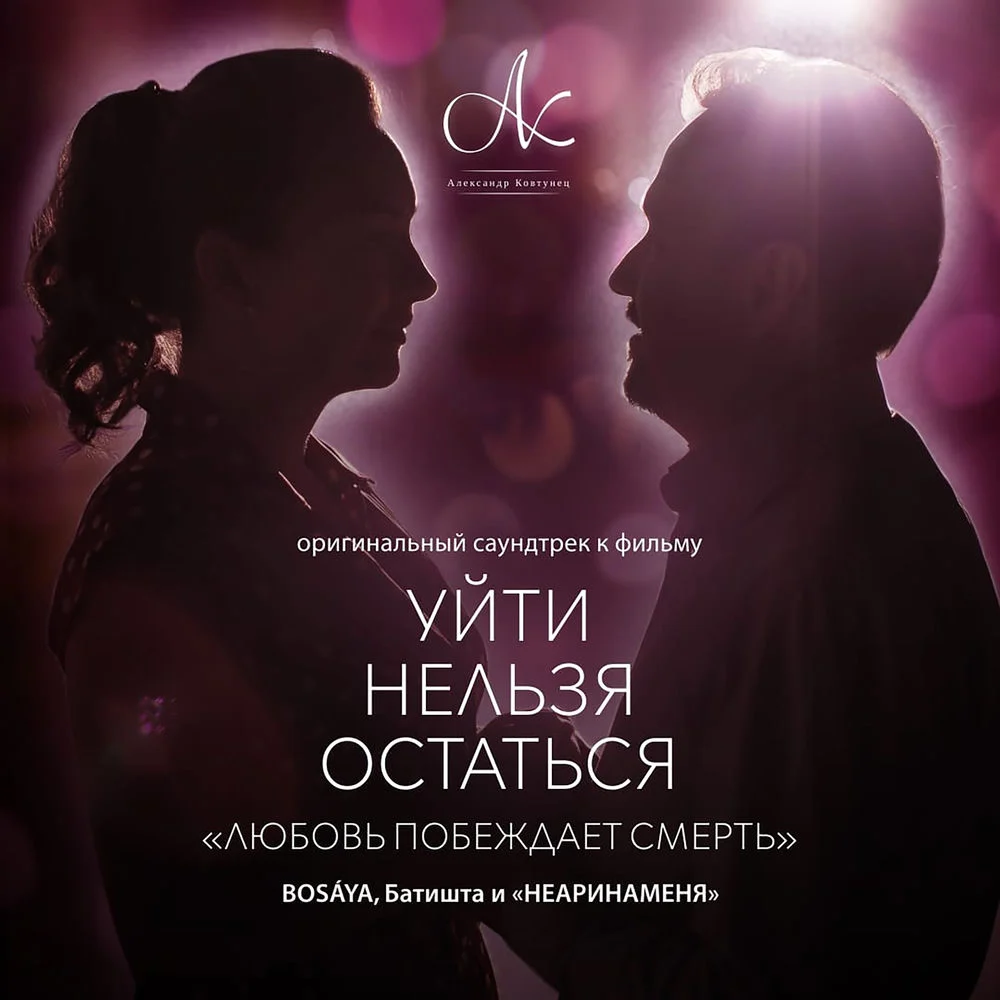 АК
Александр Ковтунец
оригинальный саундтрек к фильму
УЙТИ
НЕЛЬЗЯ
ОСТАТЬСЯ
«ЛЮБОВЬ ПОБЕЖДАЕТ СМЕРТЬ»
BOSÁYA, Батишта и «НЕАРИНАМЕНЯ»